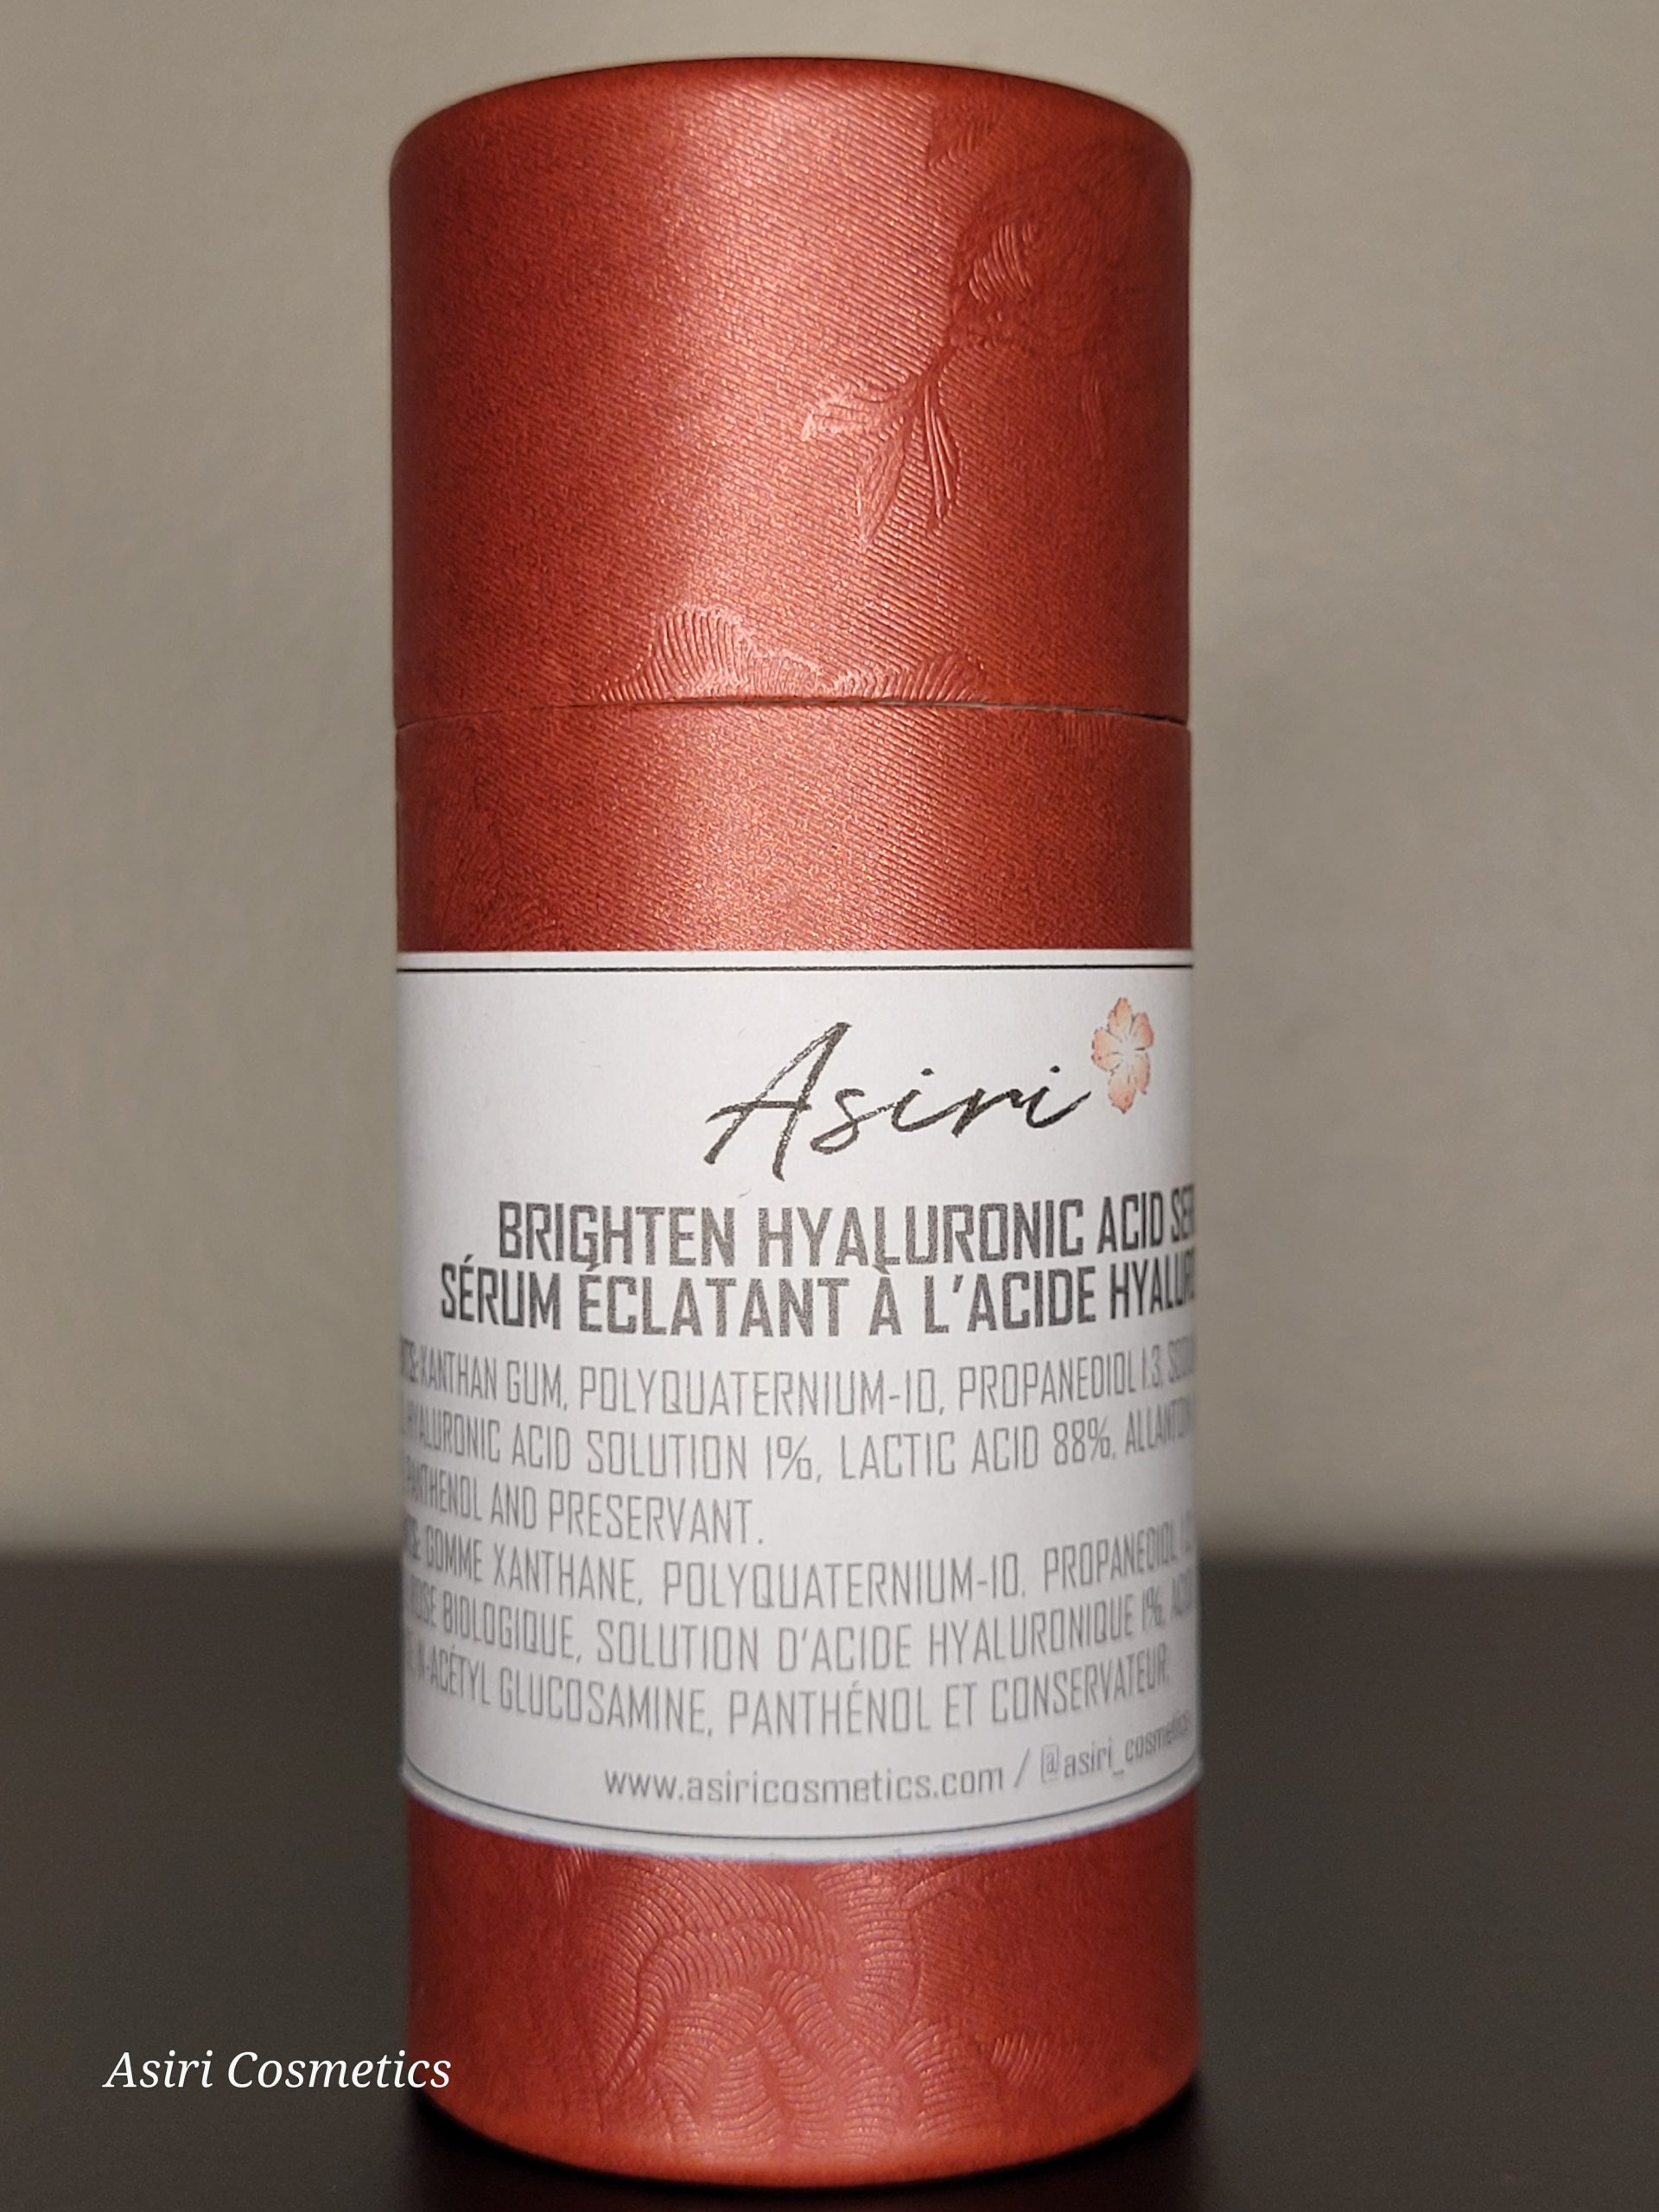 Asiri
BRIGHTEN HYALURONIC ACID
SÉRUM ÉCLATANT À L'ACIDE
XANTHAN GUM, POLYQUATERNIUM-10, PROPANEDIOL 1.3,
HYALURONIC ACID SOLUTION 1%, LACTIC ACID 88%,
PANTHENOL AND PRESERVANT.
GOMME XANTHANE, POLYQUATERNIUM-10, PROPANEDIOL
ROSE BIOLOGIQUE, SOLUTION D'ACIDE HYALURONIQUE 1%,
N-ACÉTYL GLUCOSAMINE, PANTHÉNOL ET CONSERVATEUR.
www.asiricosmetics.com / @asiri_cosmetics
Asiri Cosmetics